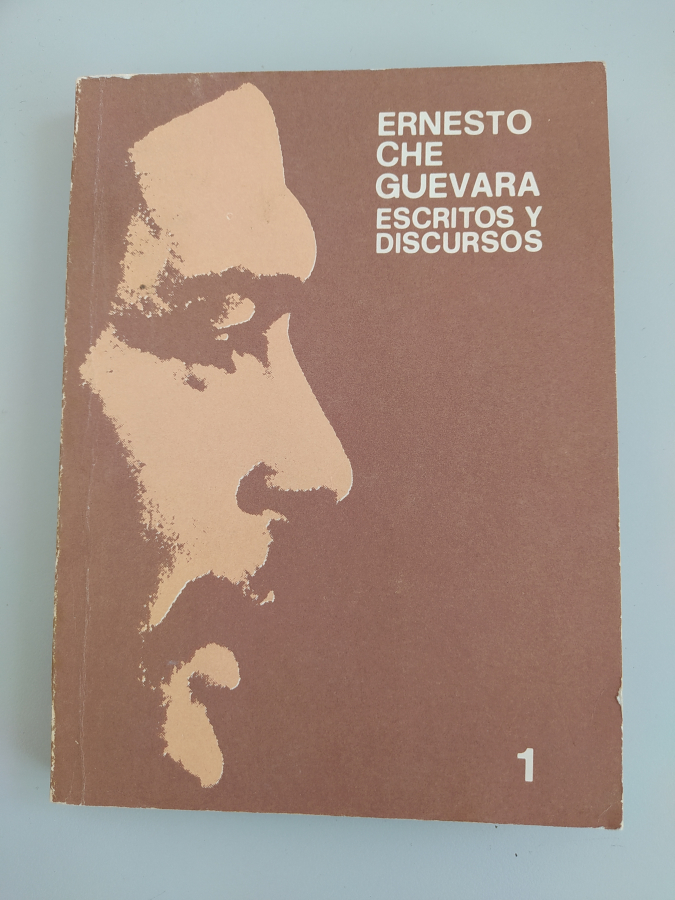 ERNESTO
CHE
GUEVARA
ESCRITOS Y
DISCURSOS
1